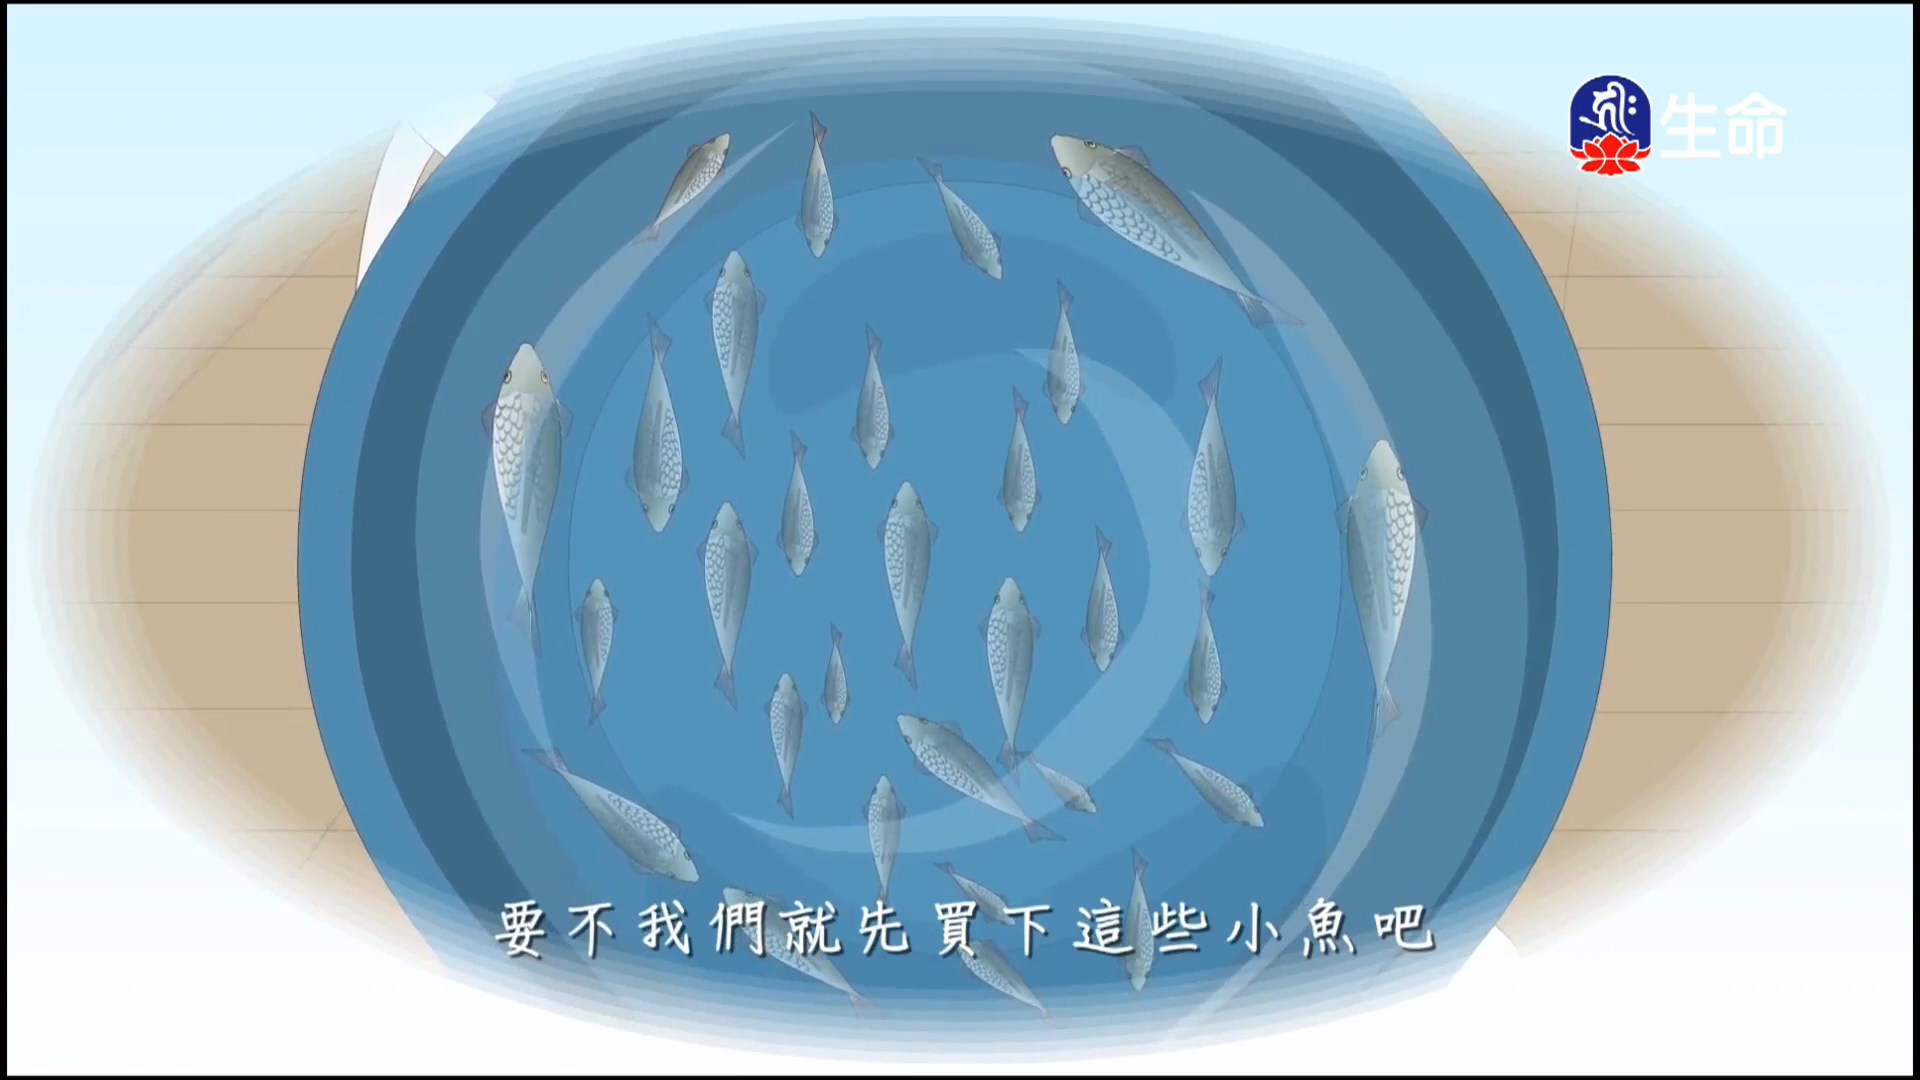 生命
要不我們就先買下這些小魚吧